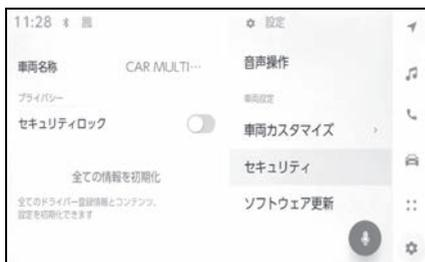 11:28
設定
車両名称 CAR MULTI…
音声操作
プライバシー
車両設定
セキュリティロック
車両カスタマイズ
セキュリティ
全ての情報を初期化
ソフトウェア更新
全てのドライバー登録情報とコンテンツ、
設定を初期化できます